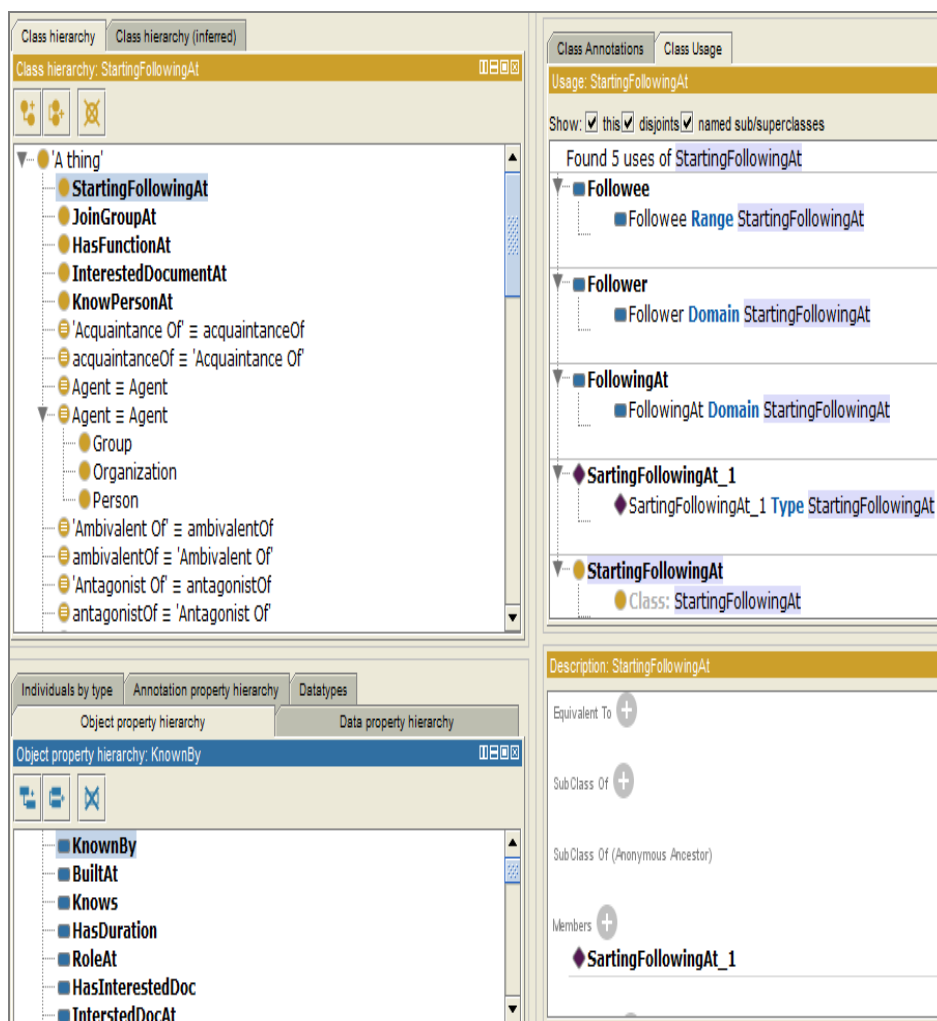 Class hierarchy Class hierarchy (inferred)
Class hierarchy: StartingFollowingAt
'A thing'
StartingFollowingAt
JoinGroupAt
HasFunctionAt
InterestedDocumentAt
KnowPersonAt
'Acquaintance Of' ≡ acquaintanceOf
acquaintanceOf ≡ 'Acquaintance Of'
Agent ≡ Agent
Agent ≡ Agent
Group
Organization
Person
'Ambivalent Of' ≡ ambivalentOf
ambivalentOf ≡ 'Ambivalent Of'
'Antagonist Of' ≡ antagonistOf
antagonistOf ≡ 'Antagonist Of'
Class Annotations Class Usage
Usage: StartingFollowingAt
Show: this disjoints named sub/superclasses
Found 5 uses of StartingFollowingAt
Followee
Followee Range StartingFollowingAt
Follower
Follower Domain StartingFollowingAt
FollowingAt
FollowingAt Domain StartingFollowingAt
SartingFollowingAt_1
SartingFollowingAt_1 Type StartingFollowingAt
StartingFollowingAt
Class: StartingFollowingAt
Individuals by type Annotation property hierarchy Datatypes
Object property hierarchy Data property hierarchy
Object property hierarchy: KnownBy
KnownBy
BuiltAt
Knows
HasDuration
RoleAt
HasInterestedDoc
InterstedDocAt
Description: StartingFollowingAt
Equivalent To
SubClass Of
SubClass Of (Anonymous Ancestor)
Members
SartingFollowingAt_1